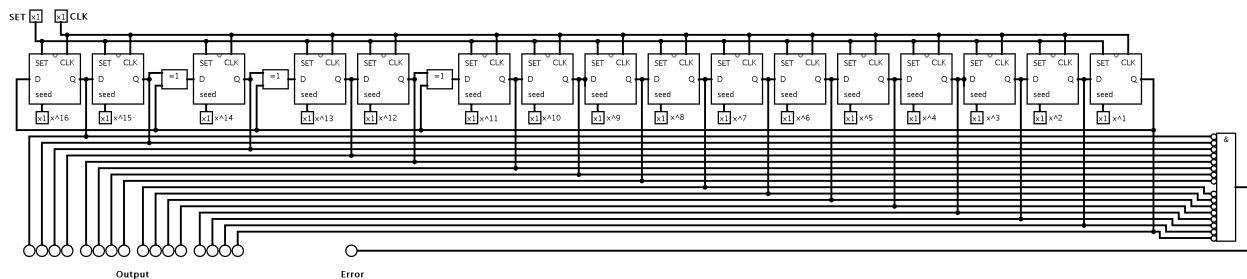 SET x1 x1 CLK
SET CLK SET CLK SET CLK SET CLK SET CLK SET CLK SET CLK SET CLK SET CLK SET CLK SET CLK SET CLK SET CLK SET CLK SET CLK SET CLK
D Q D Q =1 D Q =1 D Q D Q =1 D Q D Q D Q D Q D Q D Q D Q D Q D Q D Q D Q
seed seed seed seed seed seed seed seed seed seed seed seed seed seed seed seed
x1 x^16 x1 x^15 x1 x^14 x1 x^13 x1 x^12 x1 x^11 x1 x^10 x1 x^9 x1 x^8 x1 x^7 x1 x^6 x1 x^5 x1 x^4 x1 x^3 x1 x^2 x1 x^1
&
Output Error